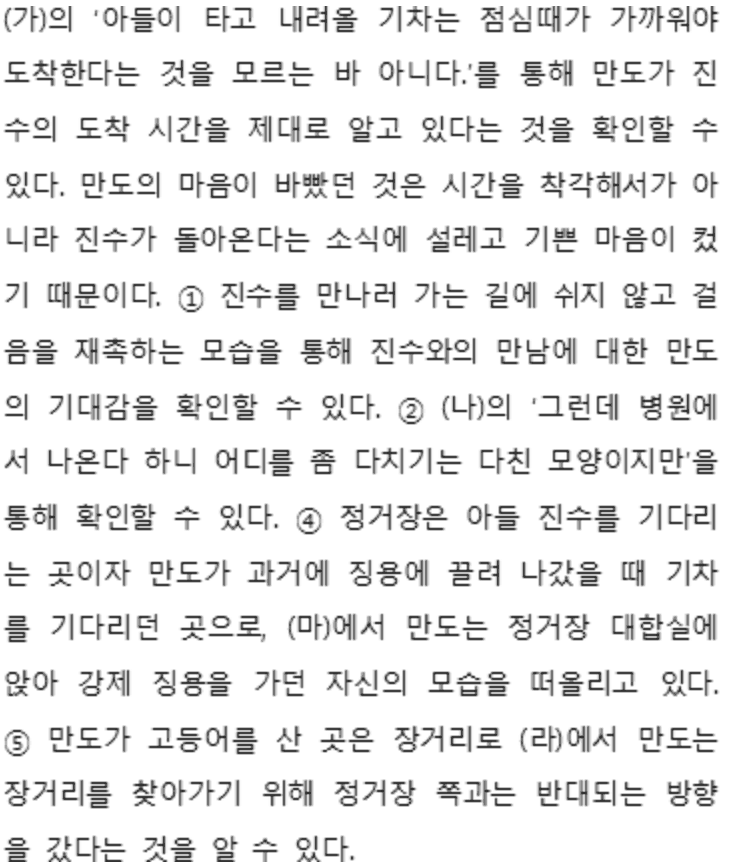 (가)의 '아들이 타고 내려올 기차는 점심때가 가까워야
도착한다는 것을 모르는 바 아니다.'를 통해 만도가 진
수의 도착 시간을 제대로 알고 있다는 것을 확인할 수
있다. 만도의 마음이 바빴던 것은 시간을 착각해서가 아
니라 진수가 돌아온다는 소식에 설레고 기쁜 마음이 컸
기 때문이다. ① 진수를 만나러 가는 길에 쉬지 않고 걸
음을 재촉하는 모습을 통해 진수와의 만남에 대한 만도
의 기대감을 확인할 수 있다. ② (나)의 '그런데 병원에
서 나온다 하니 어디를 좀 다치기는 다친 모양이지만'을
통해 확인할 수 있다. ④ 정거장은 아들 진수를 기다리
는 곳이자 만도가 과거에 징용에 끌려 나갔을 때 기차
를 기다리던 곳으로, (마)에서 만도는 정거장 대합실에
앉아 강제 징용을 가던 자신의 모습을 떠올리고 있다.
⑤ 만도가 고등어를 산 곳은 장거리로 (라)에서 만도는
장거리를 찾아가기 위해 정거장 쪽과는 반대되는 방향
을 갔다는 것을 알 수 있다.